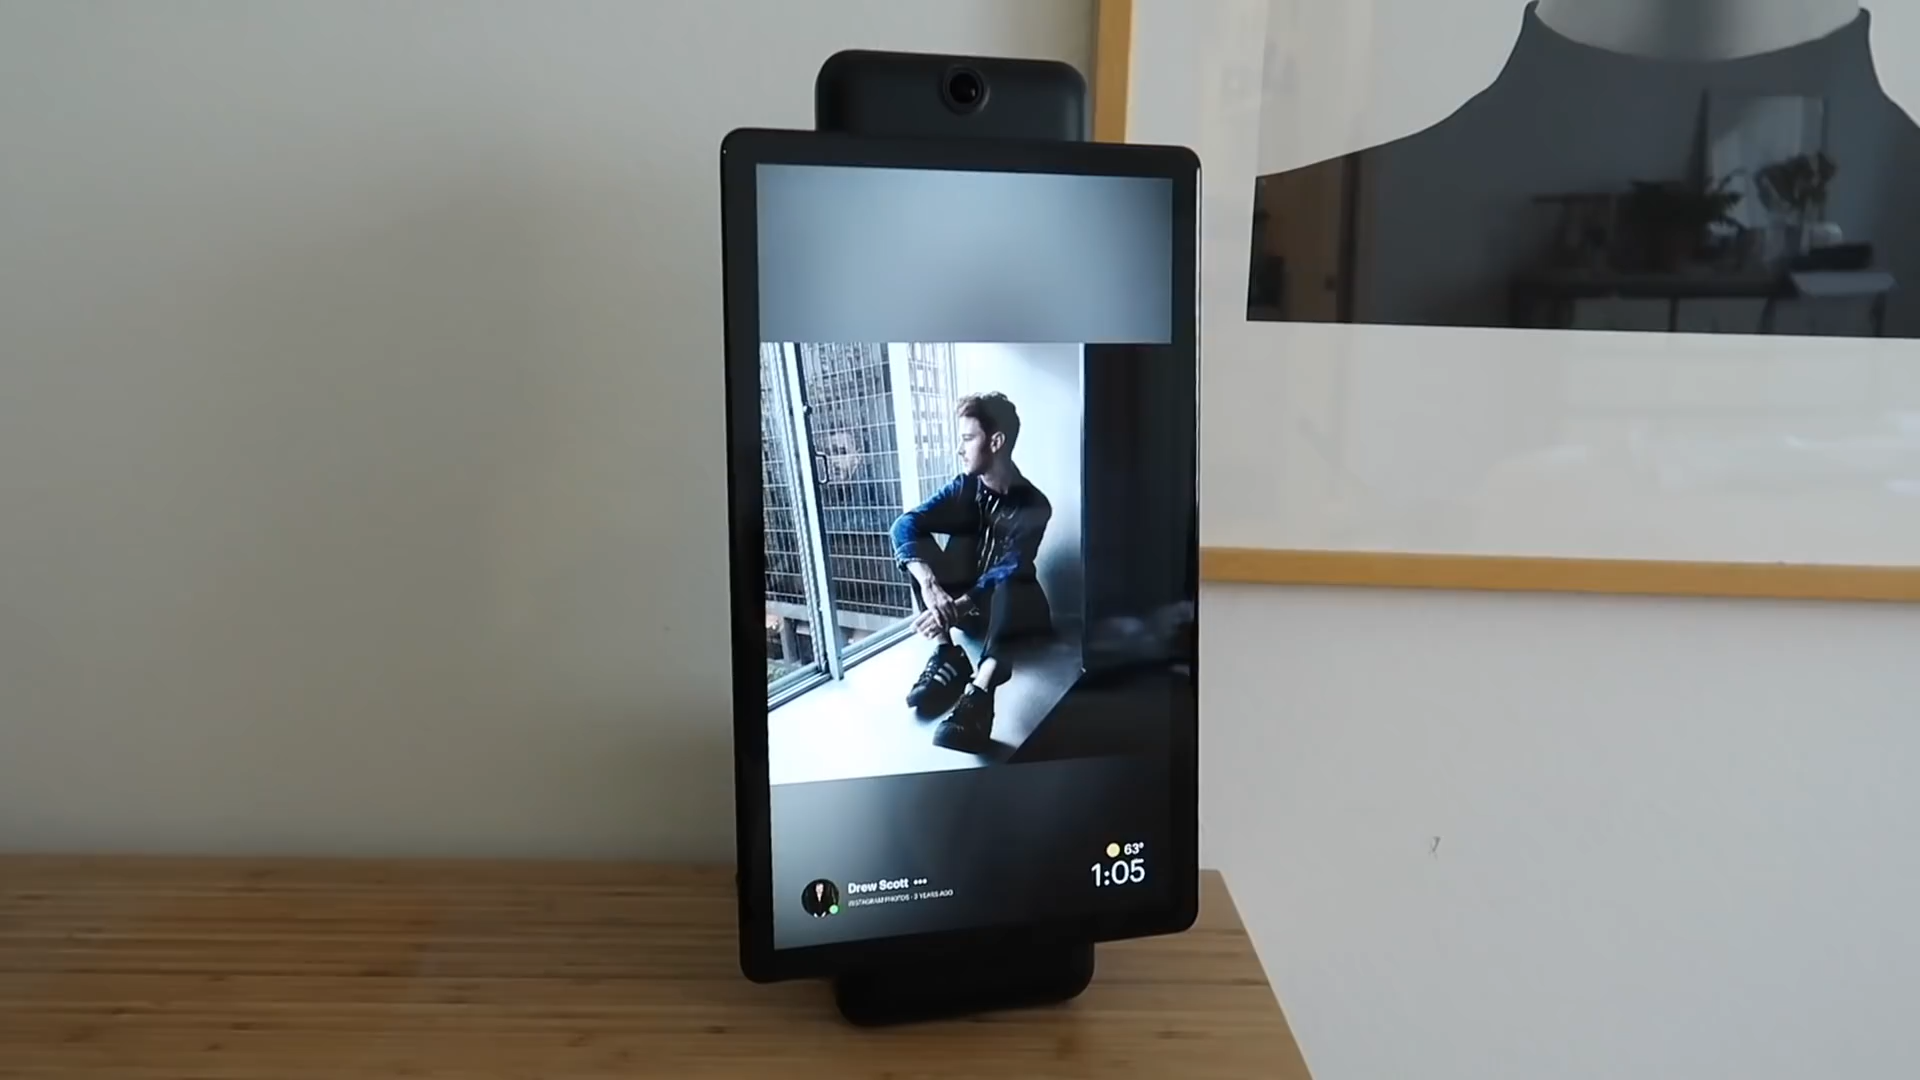 63°
1:05
Drew Scott •••
INSTAGRAM PHOTOS · 3 YEARS AGO